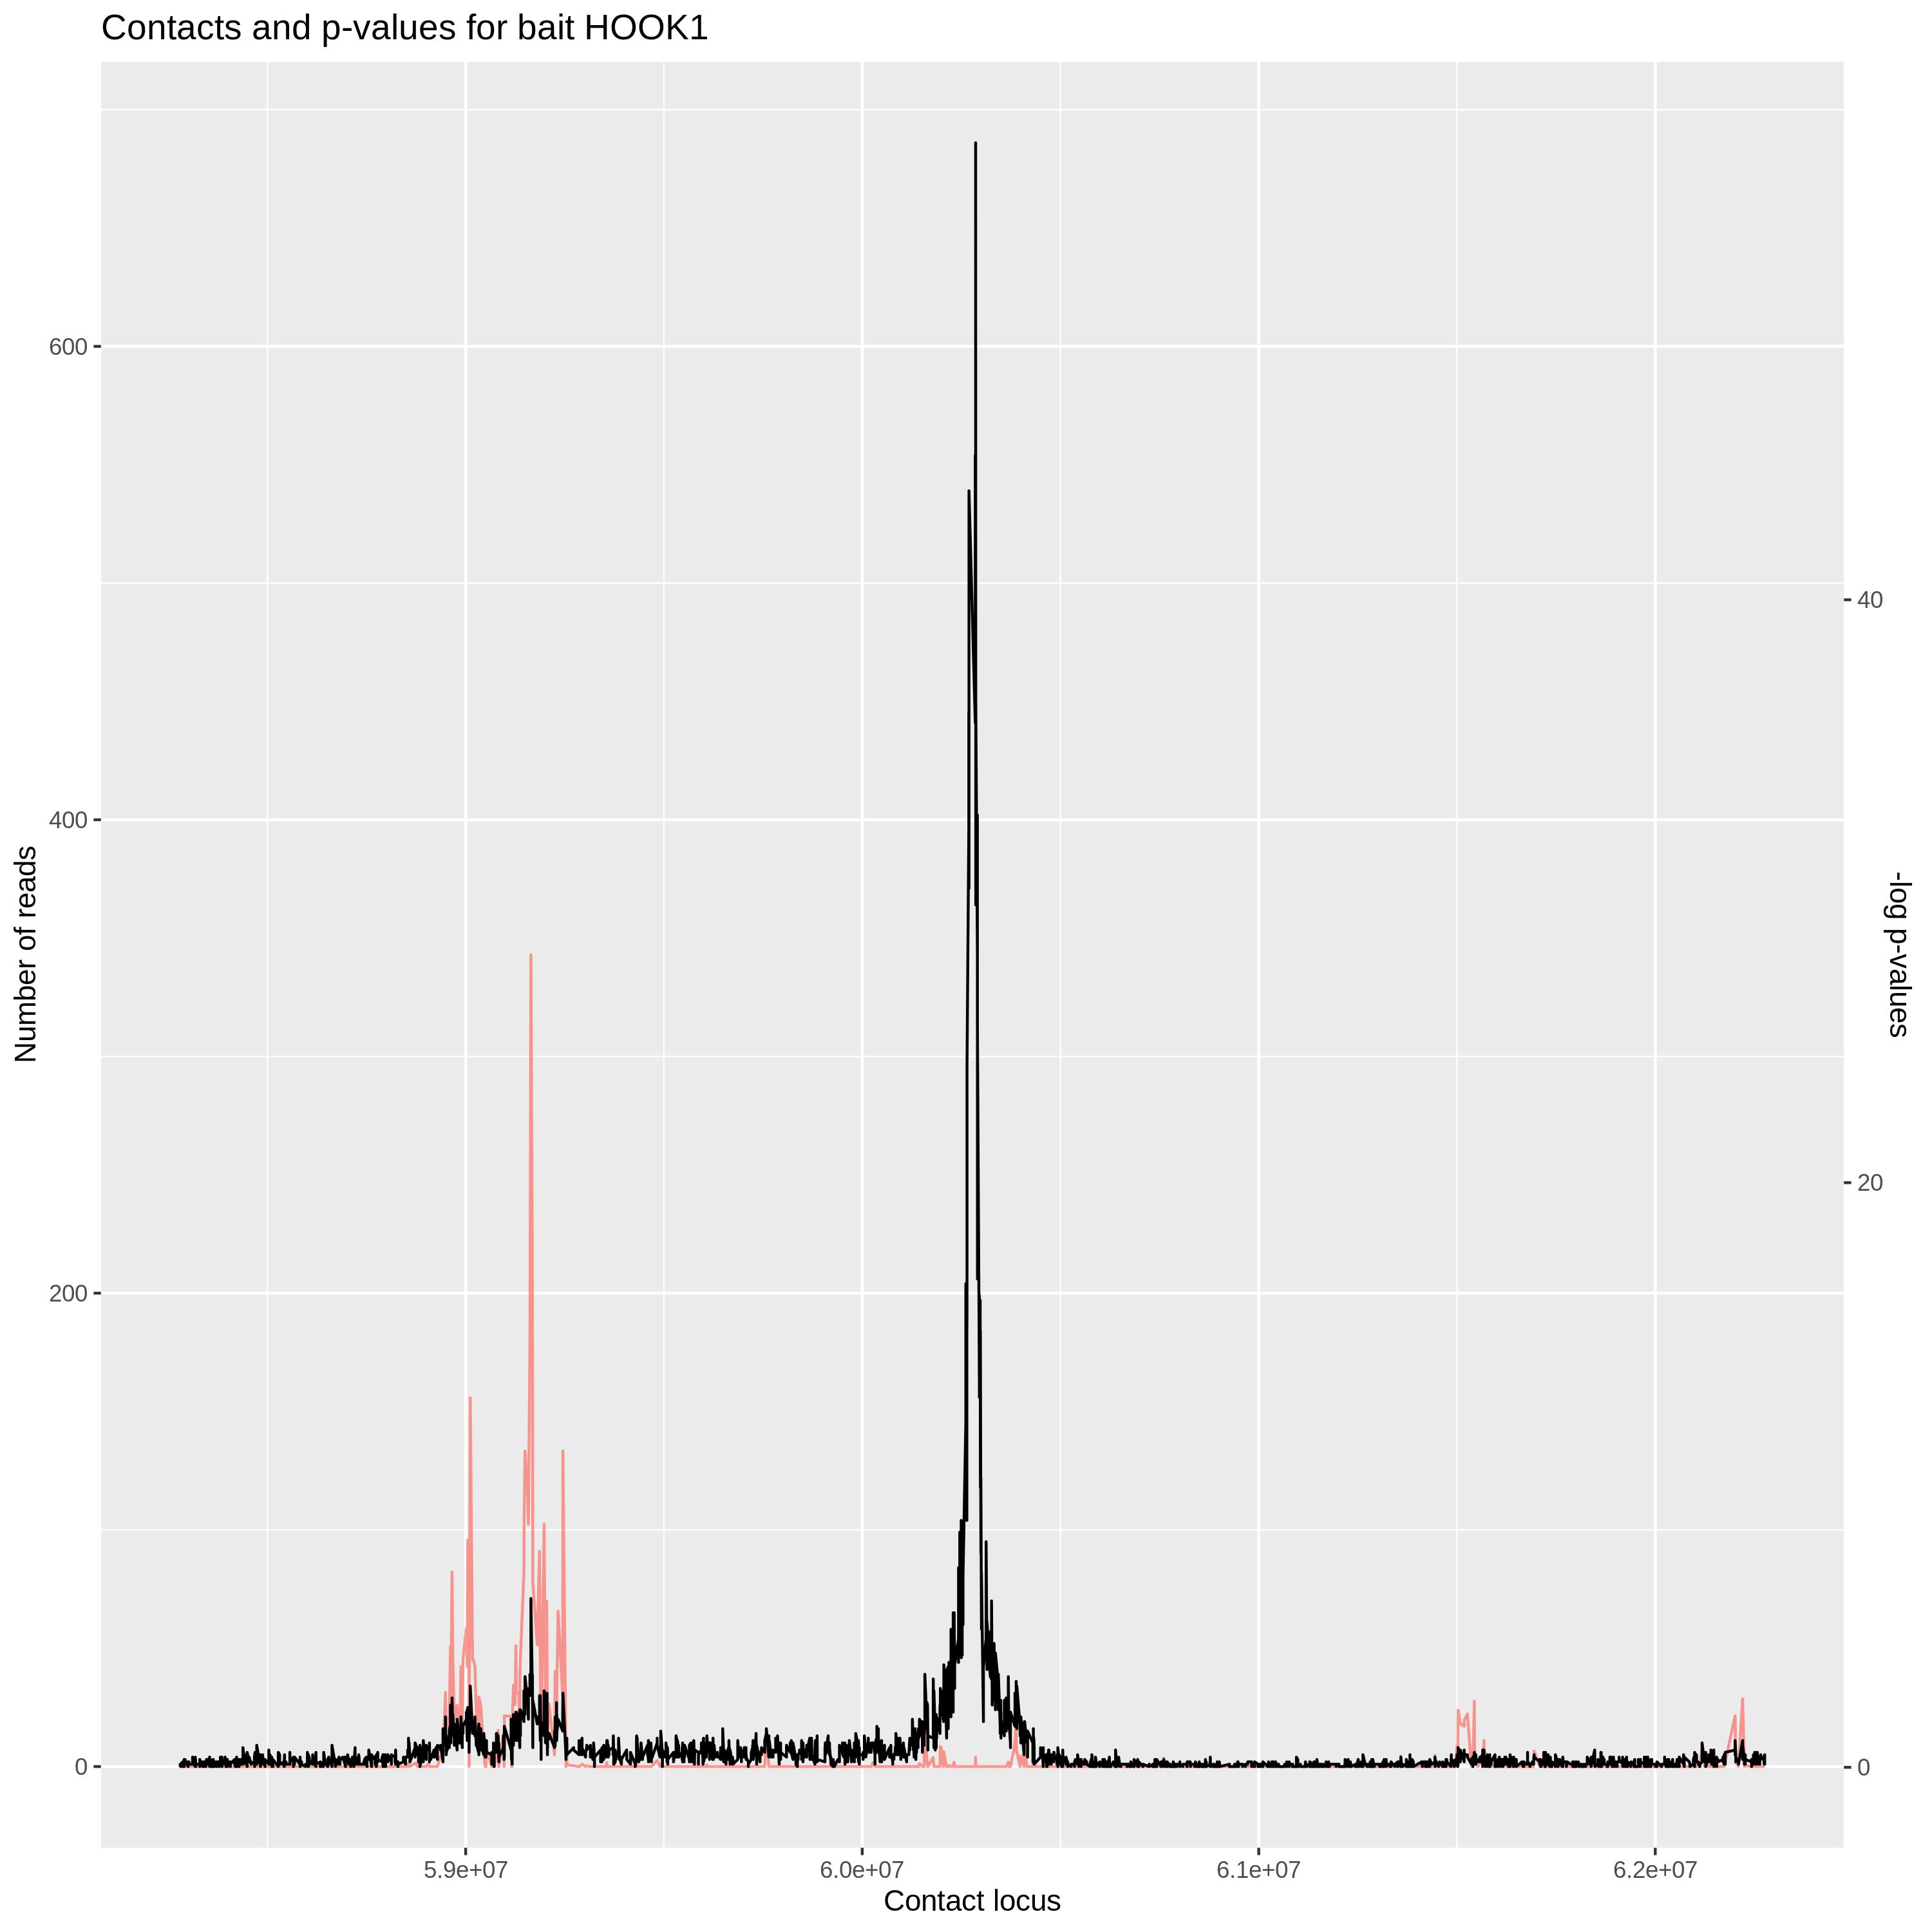 Contacts and p-values for bait HOOK1
Number of reads
600
400
200
0
40
20
0
-log p-values
5.9e+07
6.0e+07
6.1e+07
6.2e+07
Contact locus